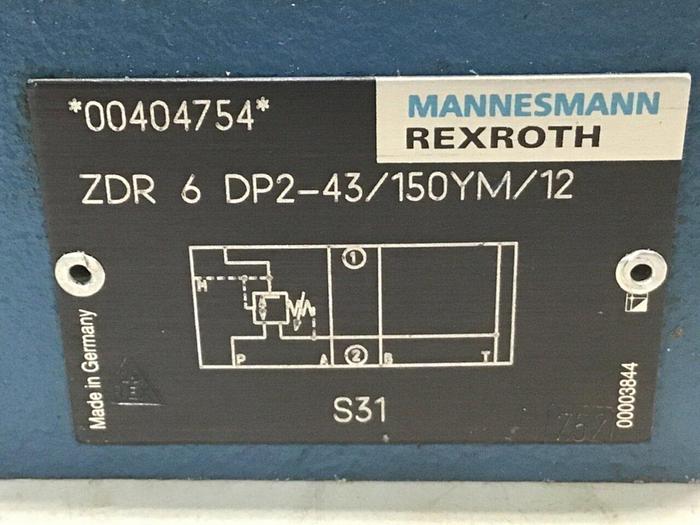 *00404754*
MANNESMANN
REXROTH
ZDR 6 DP2-43/150YM/12
1
H
P A 2 B T
Made in Germany
S31
00003844